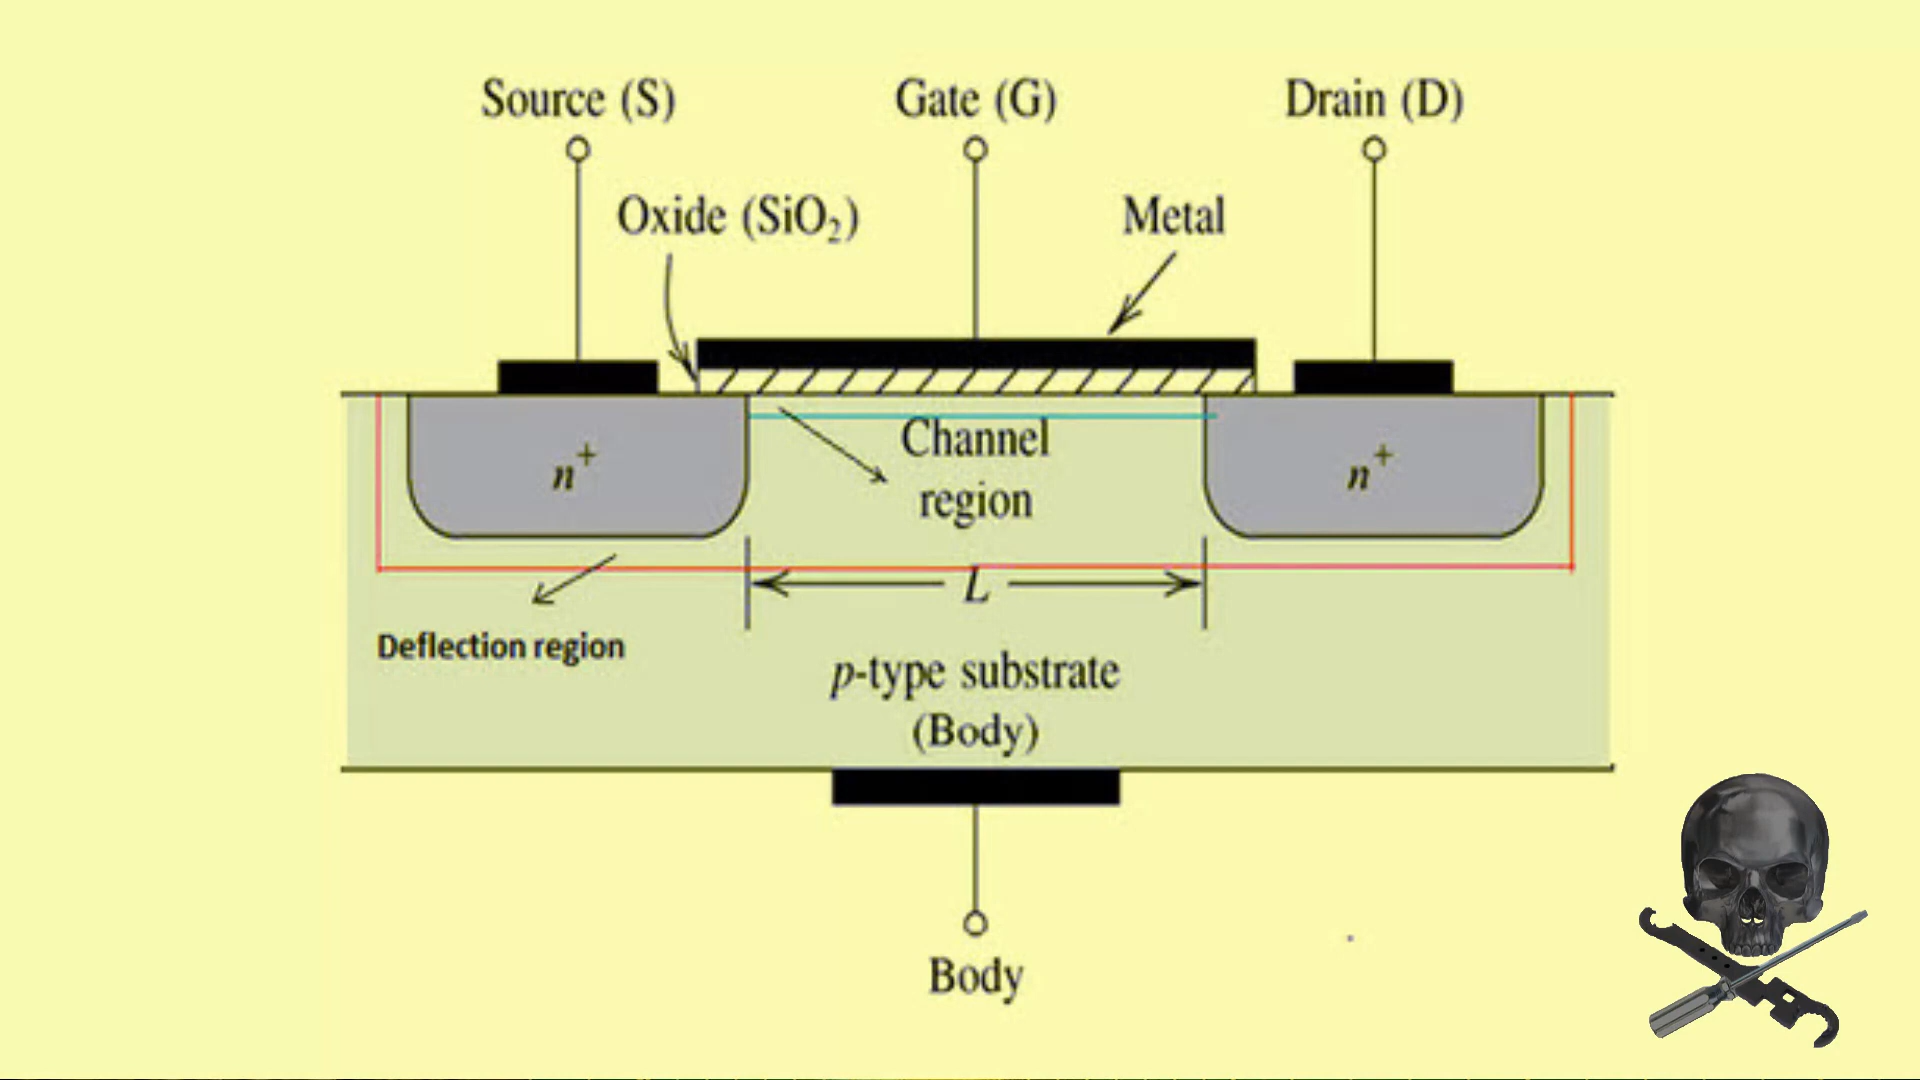 Source (S)
Gate (G)
Drain (D)
Oxide (SiO₂)
Metal
n⁺
Channel
region
n⁺
L
Deflection region
p-type substrate
(Body)
Body